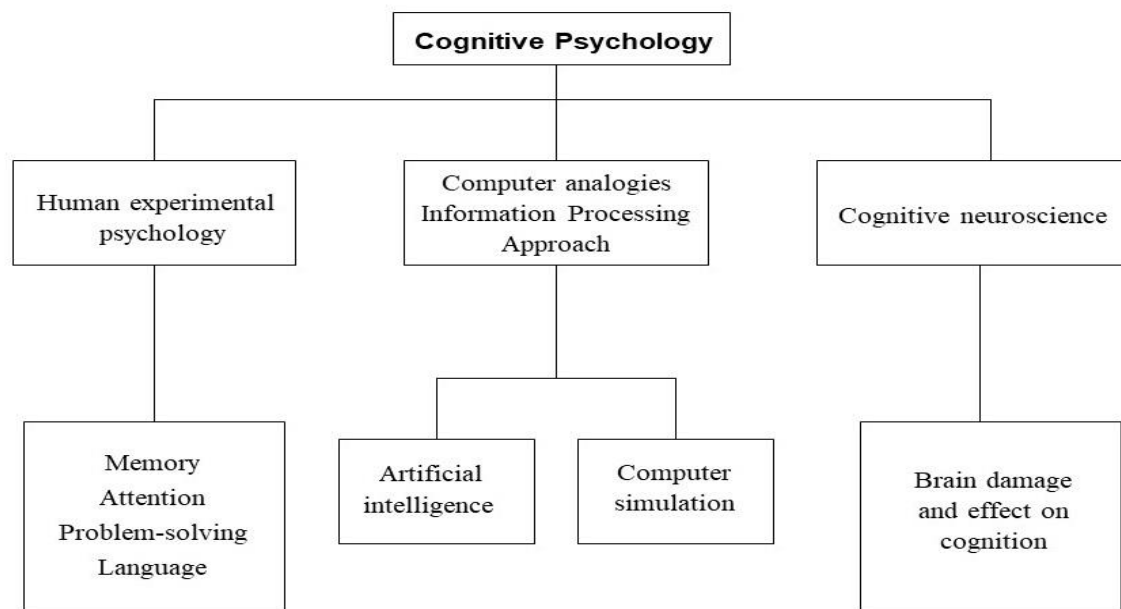 Cognitive Psychology
Human experimental
psychology
Computer analogies
Information Processing
Approach
Cognitive neuroscience
Memory
Attention
Problem-solving
Language
Artificial
intelligence
Computer
simulation
Brain damage
and effect on
cognition